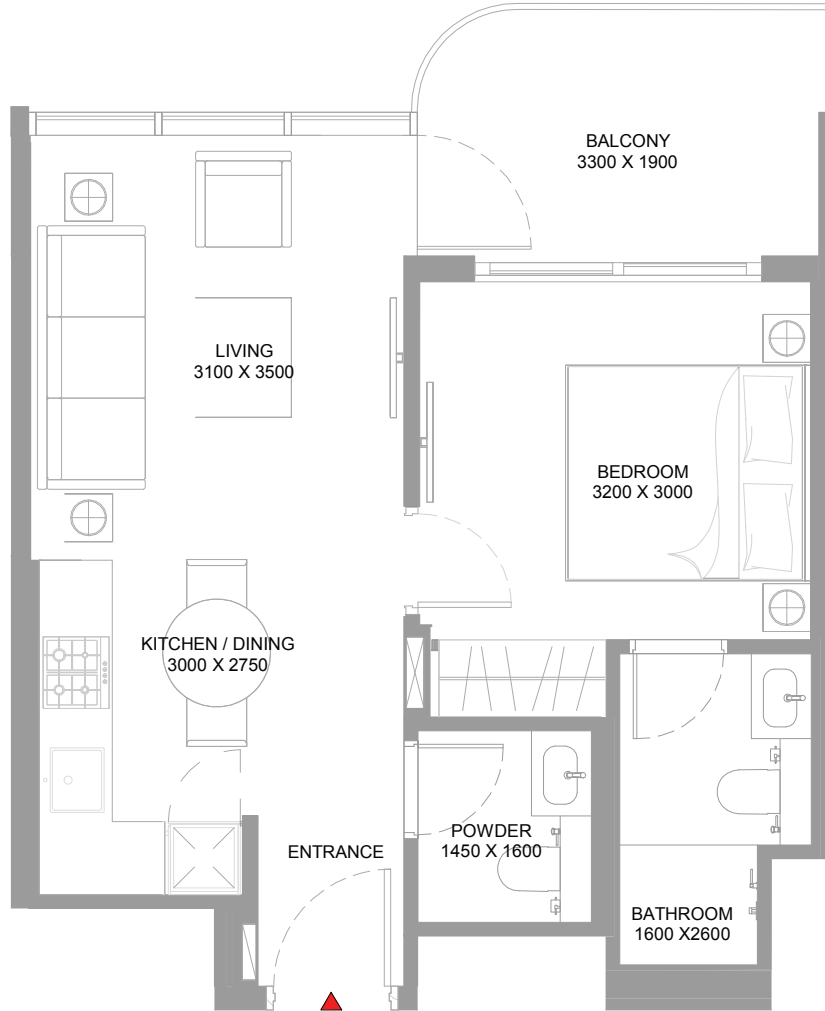 BALCONY
3300 X 1900
LIVING
3100 X 3500
BEDROOM
3200 X 3000
KITCHEN / DINING
3000 X 2750
POWDER
1450 X 1600
ENTRANCE
BATHROOM
1600 X2600